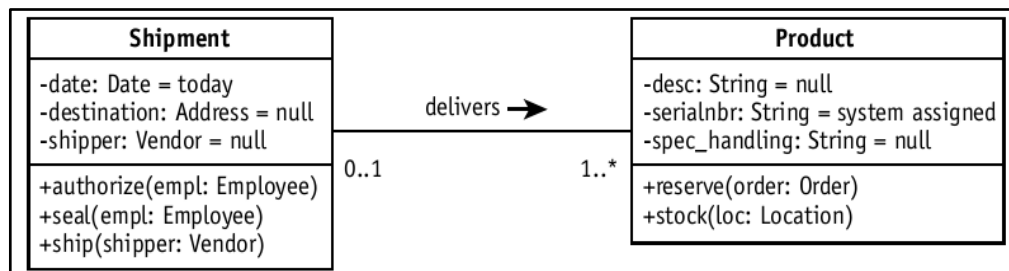 Shipment
-date: Date = today
-destination: Address = null
-shipper: Vendor = null
+authorize(empl: Employee)
+seal(empl: Employee)
+ship(shipper: Vendor)
delivers
0..1
1..*
Product
-desc: String = null
-serialnbr: String = system assigned
-spec_handling: String = null
+reserve(order: Order)
+stock(loc: Location)